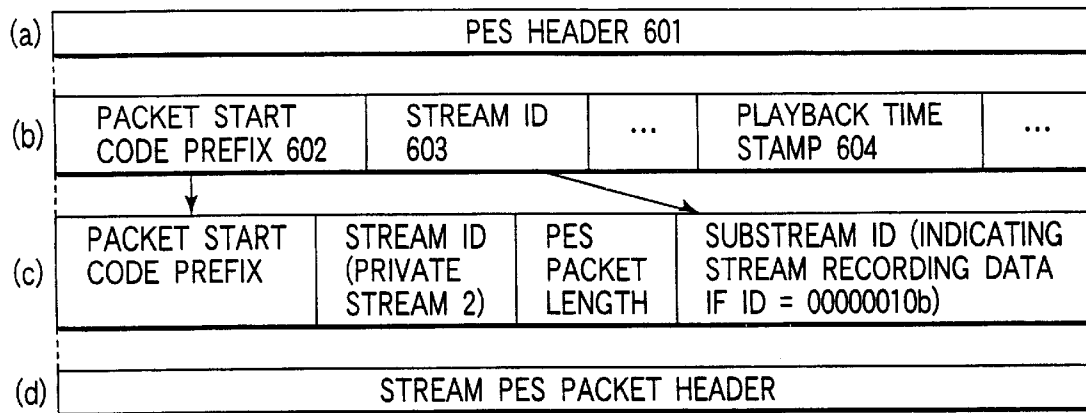 (a) PES HEADER 601
(b) PACKET START CODE PREFIX 602 STREAM ID 603 ... PLAYBACK TIME STAMP 604 ...
(c) PACKET START CODE PREFIX STREAM ID (PRIVATE STREAM 2) PES PACKET LENGTH SUBSTREAM ID (INDICATING STREAM RECORDING DATA IF ID = 00000010b)
(d) STREAM PES PACKET HEADER